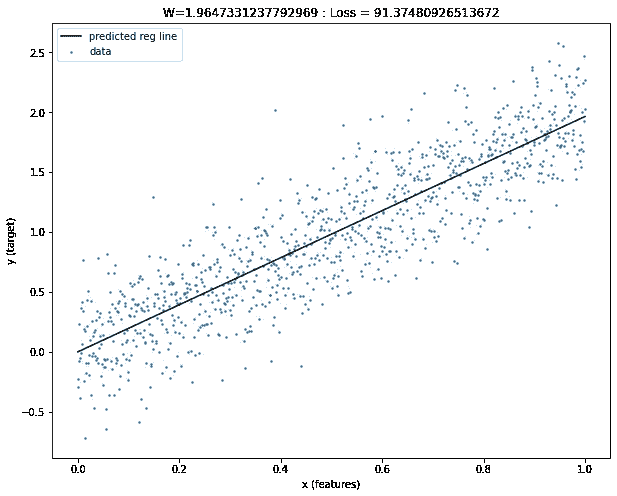 W=1.9647331237792969 : Loss = 91.37480926513672
predicted reg line
data
2.5
2.0
1.5
1.0
0.5
0.0
−0.5
y (target)
0.0 0.2 0.4 0.6 0.8 1.0
x (features)